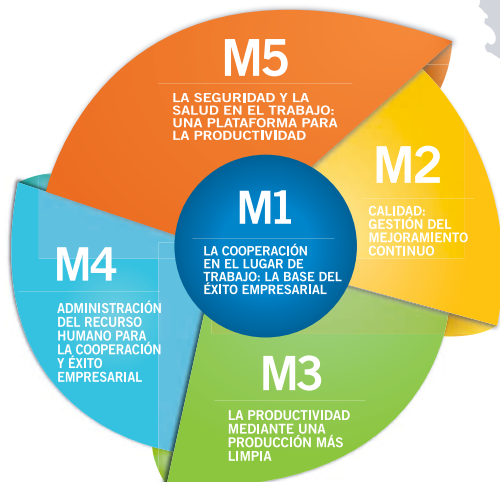 M5
LA SEGURIDAD Y LA
SALUD EN EL TRABAJO:
UNA PLATAFORMA PARA
LA PRODUCTIVIDAD
M2
CALIDAD:
GESTIÓN DEL
MEJORAMIENTO
CONTINUO
M1
LA COOPERACIÓN
EN EL LUGAR DE
TRABAJO: LA BASE DEL
ÉXITO EMPRESARIAL
M4
ADMINISTRACIÓN
DEL RECURSO
HUMANO PARA
LA COOPERACIÓN
Y ÉXITO
EMPRESARIAL
M3
LA PRODUCTIVIDAD
MEDIANTE UNA
PRODUCCIÓN MÁS
LIMPIA